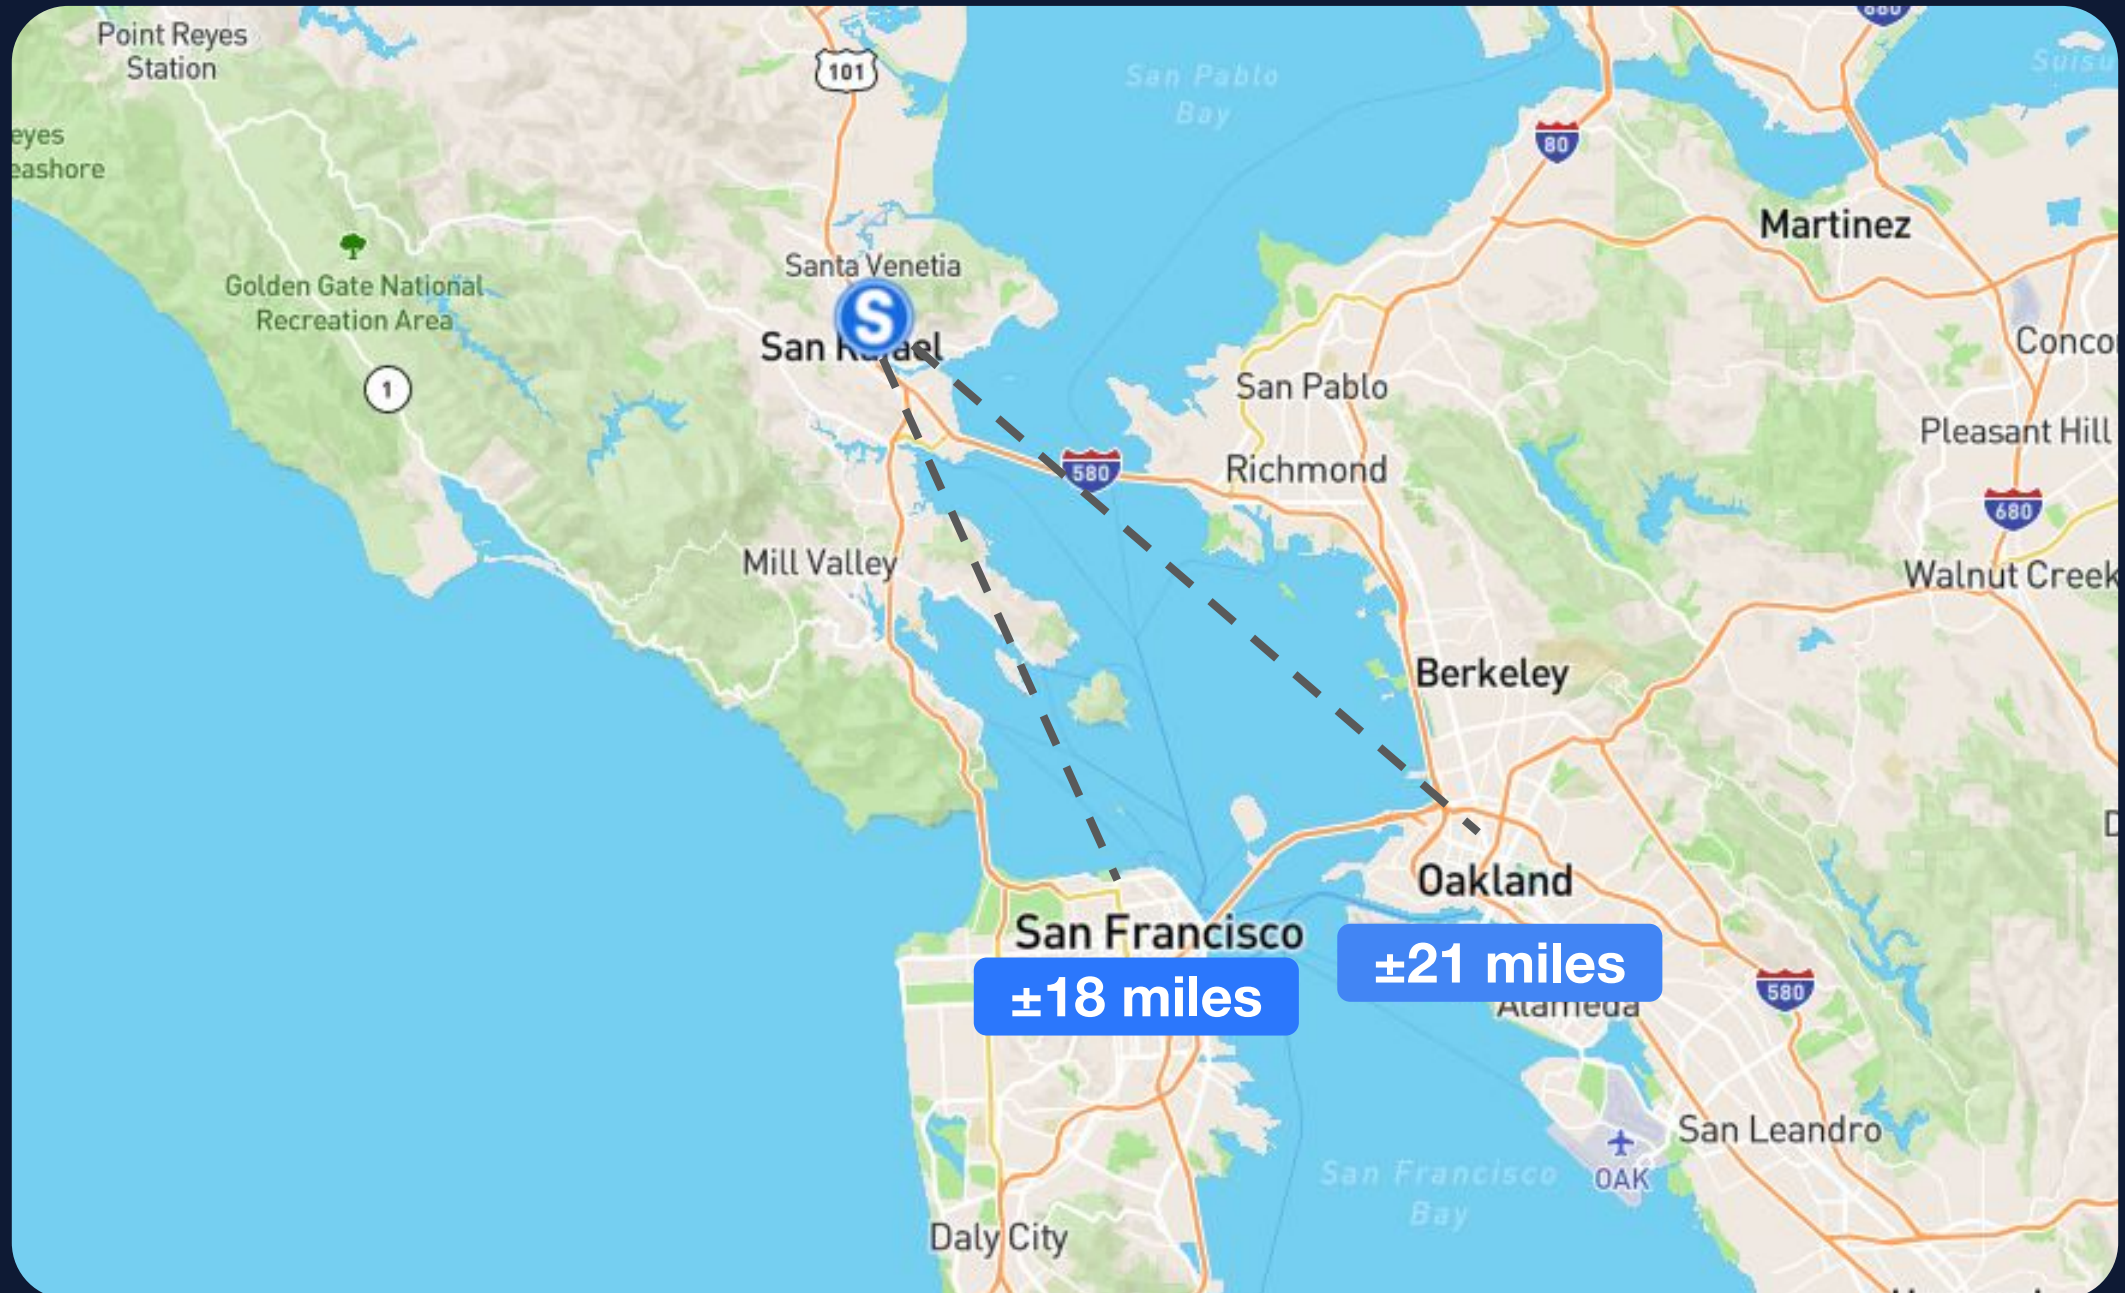 Point Reyes
Station
101
San Pablo
Bay
680
Suisu
80
eyes
eashore
Martinez
Santa Venetia
Golden Gate National
Recreation Area
S
San Rafael
Conco
1
San Pablo
Pleasant Hill
580
Richmond
680
Mill Valley
Walnut Creek
Berkeley
Oakland
San Francisco
±21 miles
±18 miles
580
Alameda
San Leandro
OAK
San Francisco
Bay
Daly City